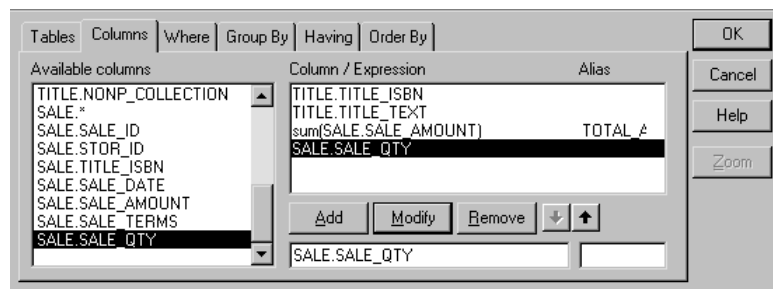 Tables Columns Where Group By Having Order By
OK
Cancel
Help
Zoom
Available columns
TITLE.NONP_COLLECTION
SALE.*
SALE.SALE_ID
SALE.STOR_ID
SALE.TITLE_ISBN
SALE.SALE_DATE
SALE.SALE_AMOUNT
SALE.SALE_TERMS
SALE.SALE_QTY
Column / Expression Alias
TITLE.TITLE_ISBN
TITLE.TITLE_TEXT
sum(SALE.SALE_AMOUNT) TOTAL_A
SALE.SALE_QTY
Add Modify Remove
SALE.SALE_QTY